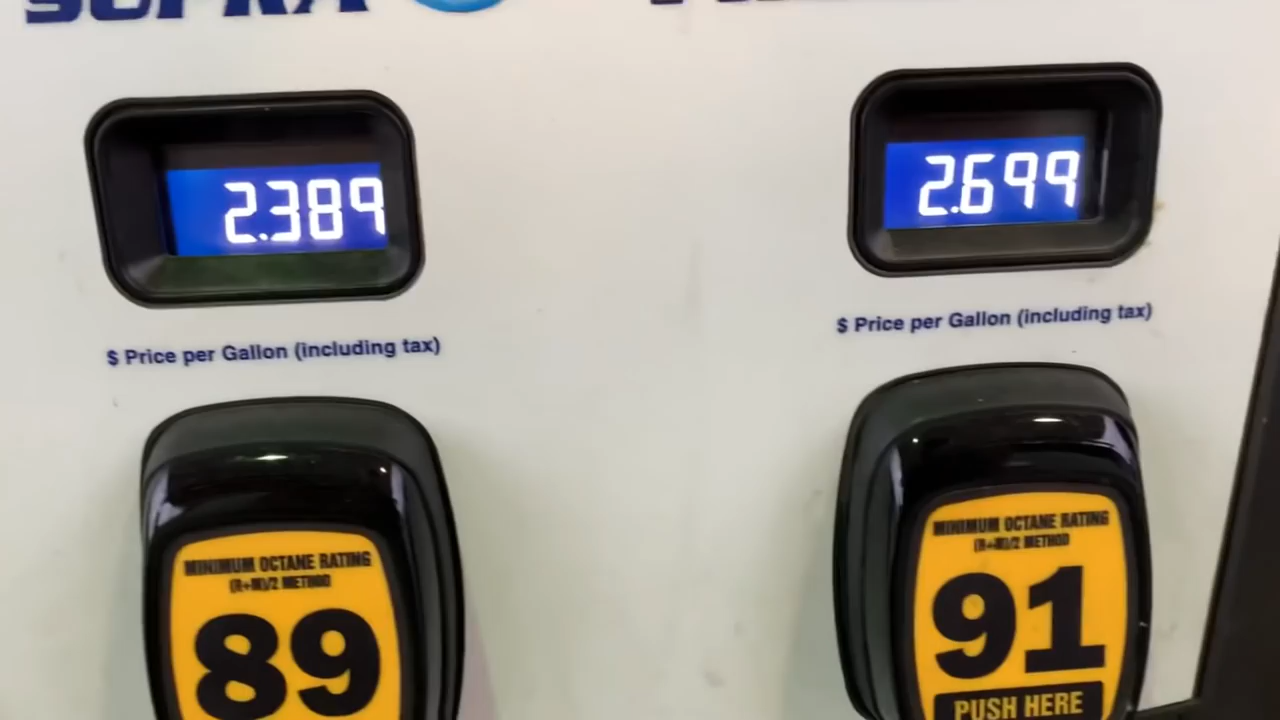 SUPRA
2.389
$ Price per Gallon (including tax)
MINIMUM OCTANE RATING
(R+M)/2 METHOD
89
2.699
$ Price per Gallon (including tax)
MINIMUM OCTANE RATING
(R+M)/2 METHOD
91
PUSH HERE